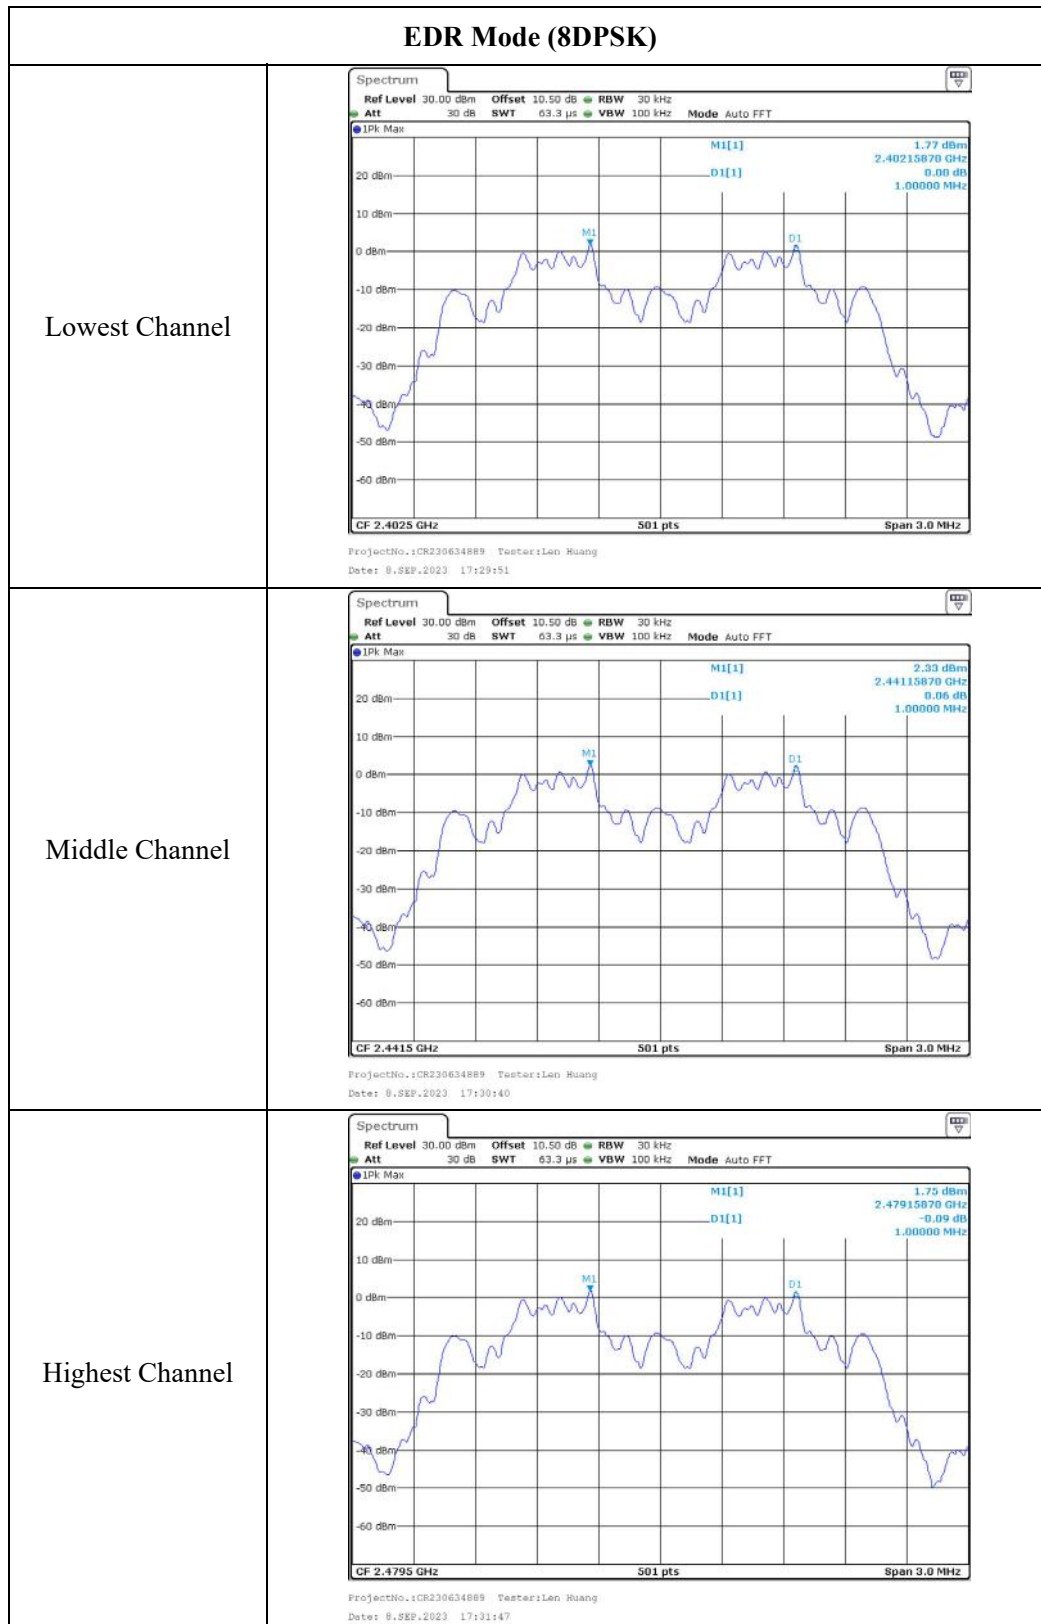 EDR Mode (8DPSK)
Lowest Channel
Spectrum
Ref Level 30.00 dBm Offset 10.50 dB RBW 30 kHz
Att 30 dB SWT 63.3 µs VBW 100 kHz Mode Auto FFT
1Pk Max
M1[1] 1.77 dBm
2.40215870 GHz
D1[1] 0.00 dB
1.00000 MHz
20 dBm
10 dBm
M1
D1
0 dBm
-10 dBm
-20 dBm
-30 dBm
-40 dBm
-50 dBm
-60 dBm
CF 2.4025 GHz 501 pts Span 3.0 MHz
ProjectNo.:CR230634889 Tester:Len Huang
Date: 8.SEP.2023 17:29:51
Middle Channel
Spectrum
Ref Level 30.00 dBm Offset 10.50 dB RBW 30 kHz
Att 30 dB SWT 63.3 µs VBW 100 kHz Mode Auto FFT
1Pk Max
M1[1] 2.33 dBm
2.44115870 GHz
D1[1] 0.06 dB
1.00000 MHz
20 dBm
10 dBm
M1
D1
0 dBm
-10 dBm
-20 dBm
-30 dBm
-40 dBm
-50 dBm
-60 dBm
CF 2.4415 GHz 501 pts Span 3.0 MHz
ProjectNo.:CR230634889 Tester:Len Huang
Date: 8.SEP.2023 17:30:40
Highest Channel
Spectrum
Ref Level 30.00 dBm Offset 10.50 dB RBW 30 kHz
Att 30 dB SWT 63.3 µs VBW 100 kHz Mode Auto FFT
1Pk Max
M1[1] 1.75 dBm
2.47915870 GHz
D1[1] -0.09 dB
1.00000 MHz
20 dBm
10 dBm
M1
D1
0 dBm
-10 dBm
-20 dBm
-30 dBm
-40 dBm
-50 dBm
-60 dBm
CF 2.4795 GHz 501 pts Span 3.0 MHz
ProjectNo.:CR230634889 Tester:Len Huang
Date: 8.SEP.2023 17:31:47